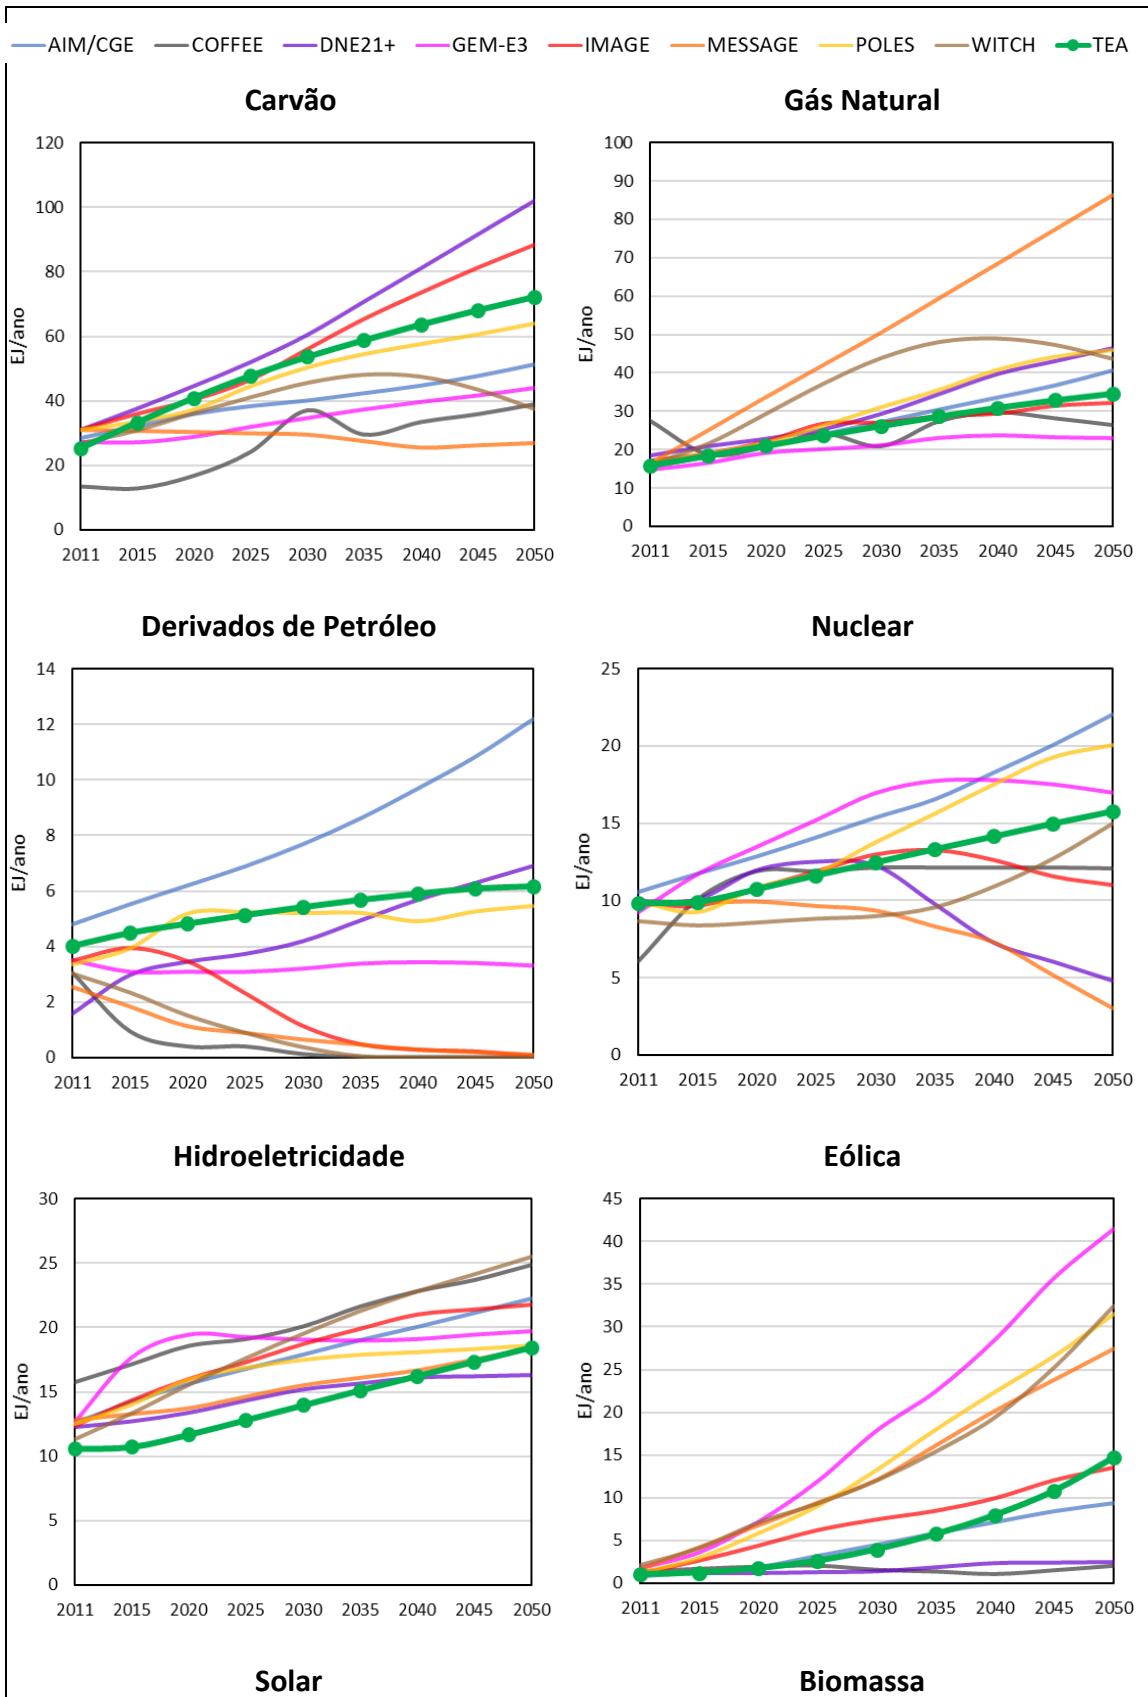 AIM/CGE COFFEE DNE21+ GEM-E3 IMAGE MESSAGE POLES WITCH TEA
Carvão
EJ/ano
120
100
80
60
40
20
0
2011 2015 2020 2025 2030 2035 2040 2045 2050
Gás Natural
EJ/ano
100
90
80
70
60
50
40
30
20
10
0
2011 2015 2020 2025 2030 2035 2040 2045 2050
Derivados de Petróleo
EJ/ano
14
12
10
8
6
4
2
0
2011 2015 2020 2025 2030 2035 2040 2045 2050
Nuclear
EJ/ano
25
20
15
10
5
0
2011 2015 2020 2025 2030 2035 2040 2045 2050
Hidroeletricidade
EJ/ano
30
25
20
15
10
5
0
2011 2015 2020 2025 2030 2035 2040 2045 2050
Eólica
EJ/ano
45
40
35
30
25
20
15
10
5
0
2011 2015 2020 2025 2030 2035 2040 2045 2050
Solar
Biomassa